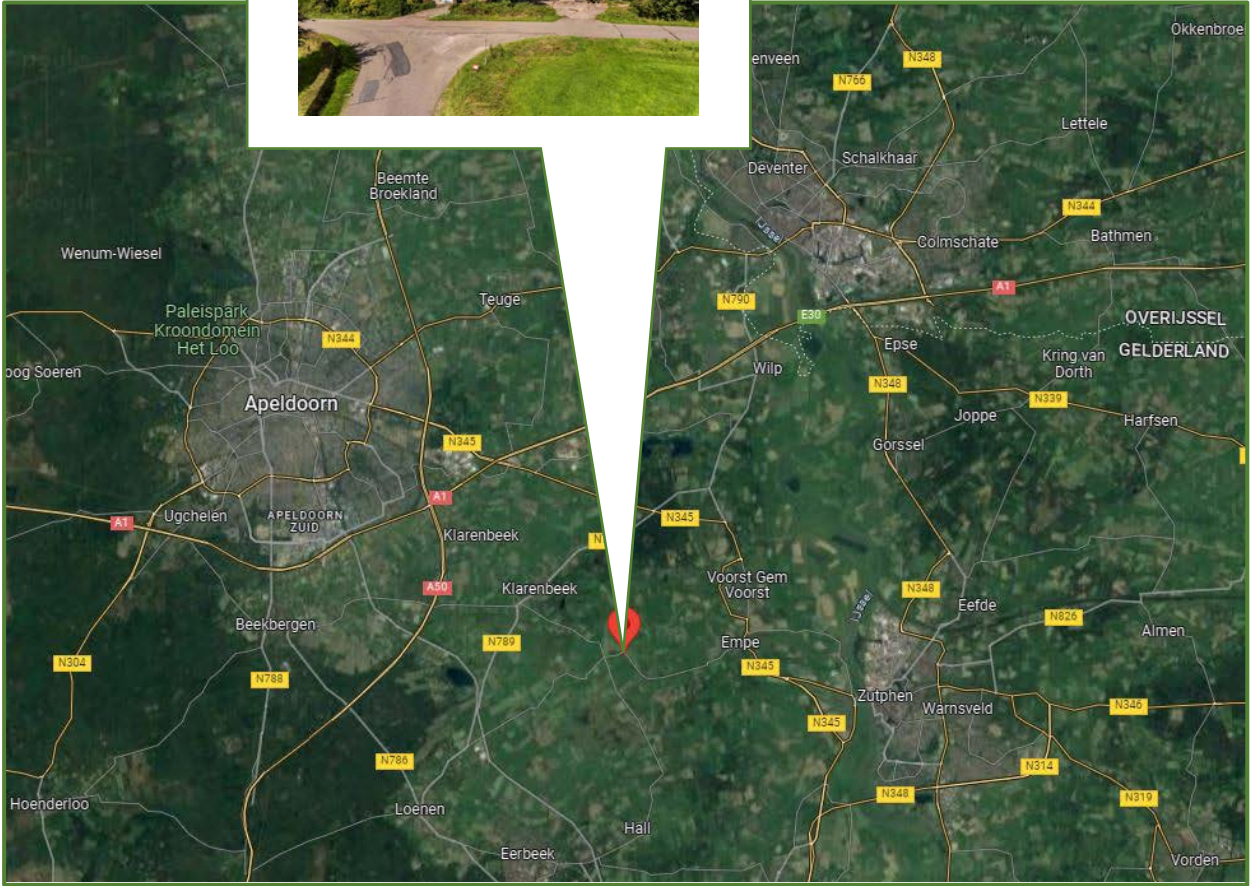 Okkenbroe
N348
enveen
N766
Lettele
Deventer
Schalkhaar
Beemte
Broekland
N344
IJssel
Colmschate
Bathmen
Wenum-Wiesel
A1
Teuge
N790
Paleispark
Kroondomein
Het Loo
E30
OVERIJSSEL
N344
Epse
GELDERLAND
Kring van
Dorth
oog Soeren
Wilp
N348
N339
Apeldoorn
Joppe
Harfsen
N345
Gorssel
A1
Ugchelen
APELDOORN
ZUID
N345
A1
Klarenbeek
N
Voorst Gem
Voorst
A50
Klarenbeek
N348
IJssel
Eefde
N826
Beekbergen
Almen
N789
Empe
N304
N345
N788
Zutphen
Warnsveld
N346
N345
N786
N314
N348
N319
Hoenderloo
Loenen
Hall
Eerbeek
Vorden